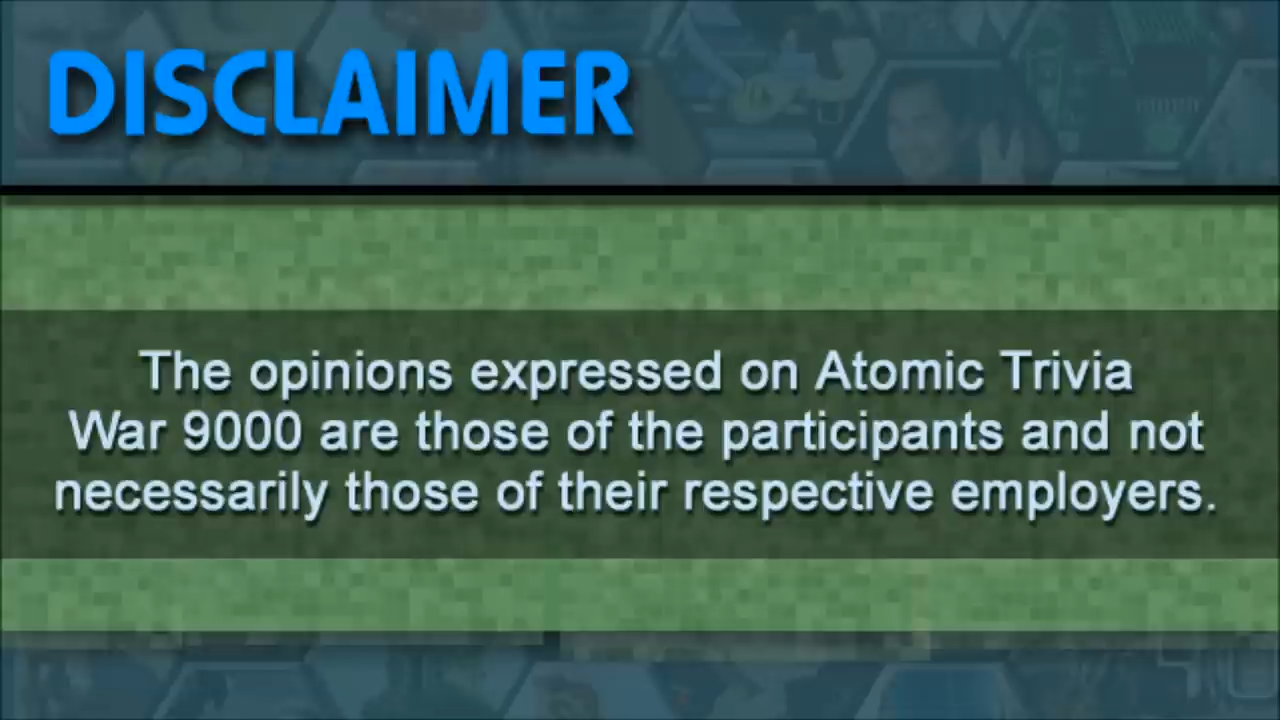 DISCLAIMER
The opinions expressed on Atomic Trivia
War 9000 are those of the participants and not
necessarily those of their respective employers.